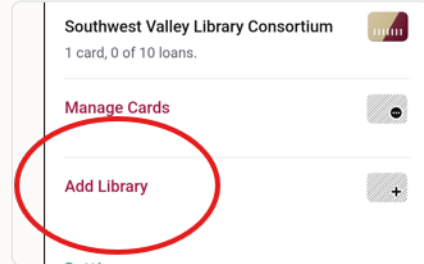 Southwest Valley Library Consortium
1 card, 0 of 10 loans.
Manage Cards
Add Library